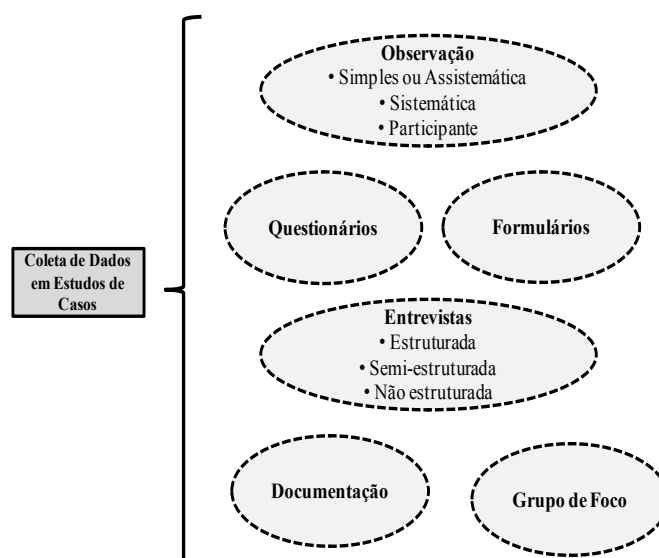 Observação
• Simples ou Assistemática
• Sistemática
• Participante
Questionários
Formulários
Coleta de Dados
em Estudos de
Casos
Entrevistas
• Estruturada
• Semi-estruturada
• Não estruturada
Documentação
Grupo de Foco